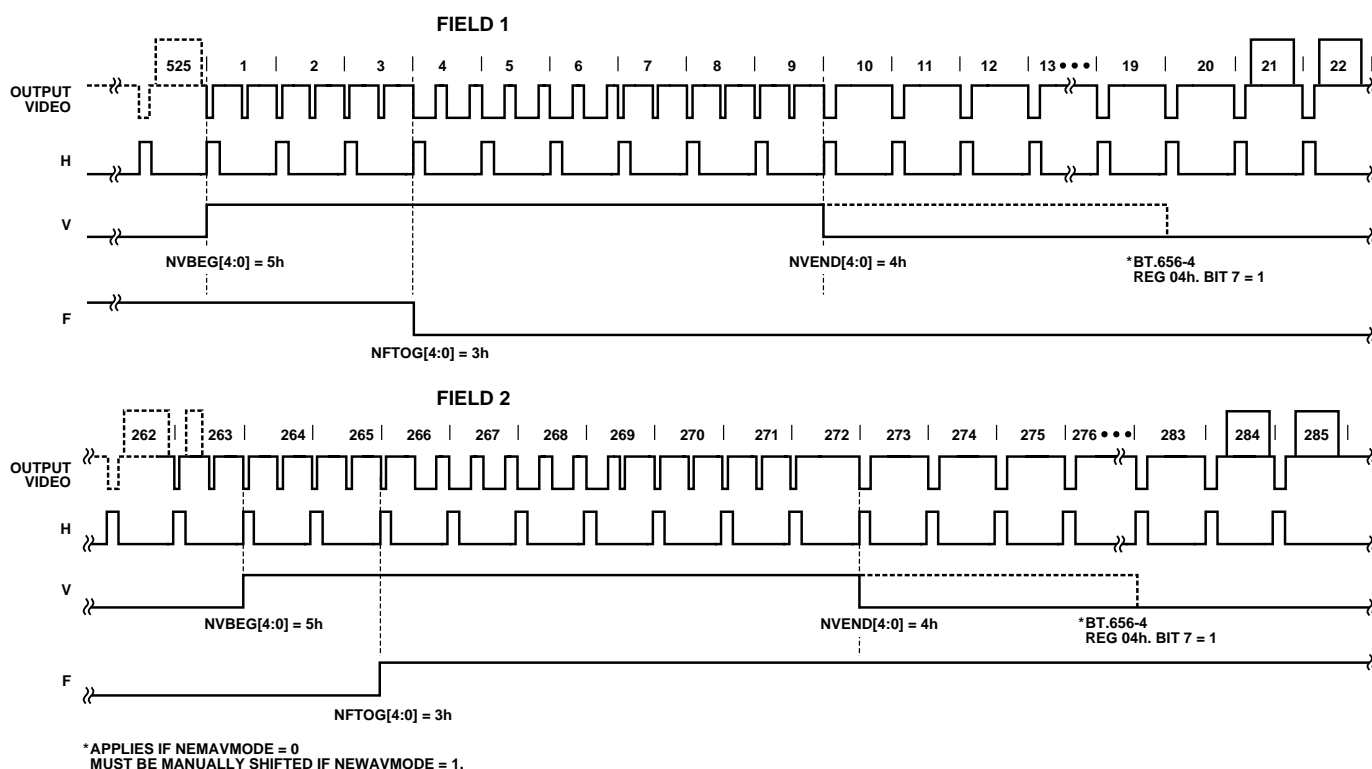 FIELD 1
525 1 2 3 4 5 6 7 8 9 10 11 12 13 ••• 19 20 21 22
OUTPUT
VIDEO
H
V
NVBEG[4:0] = 5h
NVEND[4:0] = 4h
*BT.656-4
REG 04h. BIT 7 = 1
F
NFTOG[4:0] = 3h
FIELD 2
262 263 264 265 266 267 268 269 270 271 272 273 274 275 276 ••• 283 284 285
OUTPUT
VIDEO
H
V
NVBEG[4:0] = 5h
NVEND[4:0] = 4h
*BT.656-4
REG 04h. BIT 7 = 1
F
NFTOG[4:0] = 3h
*APPLIES IF NEMAVMODE = 0
MUST BE MANUALLY SHIFTED IF NEWAVMODE = 1.